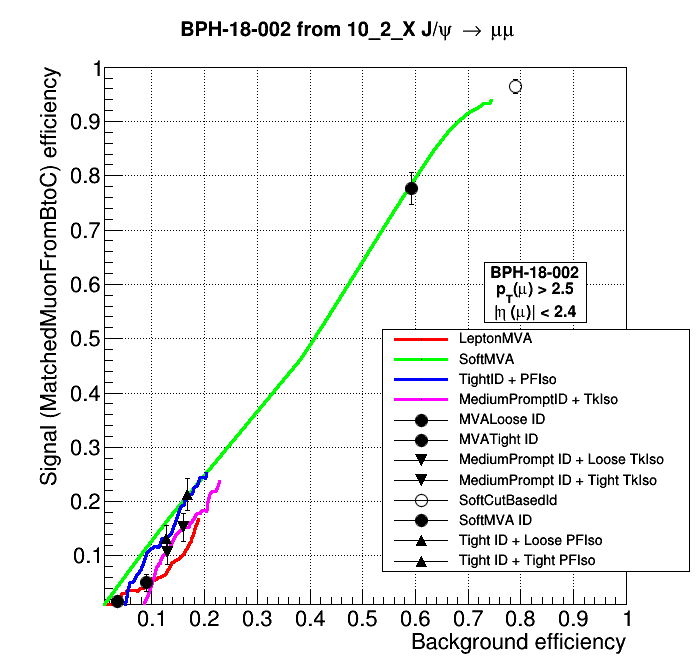 BPH-18-002 from 10_2_X J/ψ → μμ
Signal (MatchedMuonFromBtoC) efficiency
1
0.9
0.8
0.7
0.6
0.5
0.4
0.3
0.2
0.1
BPH-18-002
pT(μ) > 2.5
|η (μ)| < 2.4
LeptonMVA
SoftMVA
TightID + PFIso
MediumPromptID + TkIso
MVALoose ID
MVATight ID
MediumPrompt ID + Loose TkIso
MediumPrompt ID + Tight TkIso
SoftCutBasedId
SoftMVA ID
Tight ID + Loose PFIso
Tight ID + Tight PFIso
0.1 0.2 0.3 0.4 0.5 0.6 0.7 0.8 0.9 1
Background efficiency